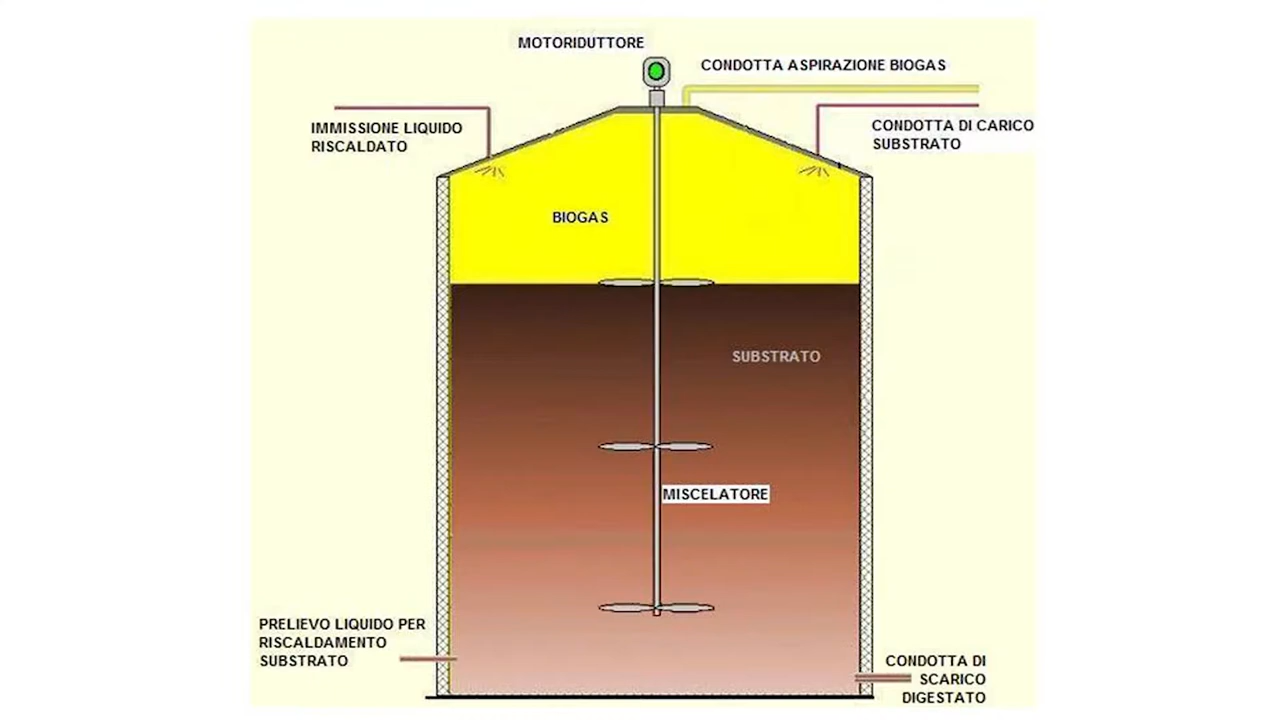 MOTORIDUTTORE
CONDOTTA ASPIRAZIONE BIOGAS
IMMISSIONE LIQUIDO
RISCALDATO
CONDOTTA DI CARICO
SUBSTRATO
BIOGAS
SUBSTRATO
MISCELATORE
PRELIEVO LIQUIDO PER
RISCALDAMENTO
SUBSTRATO
CONDOTTA DI
SCARICO
DIGESTATO